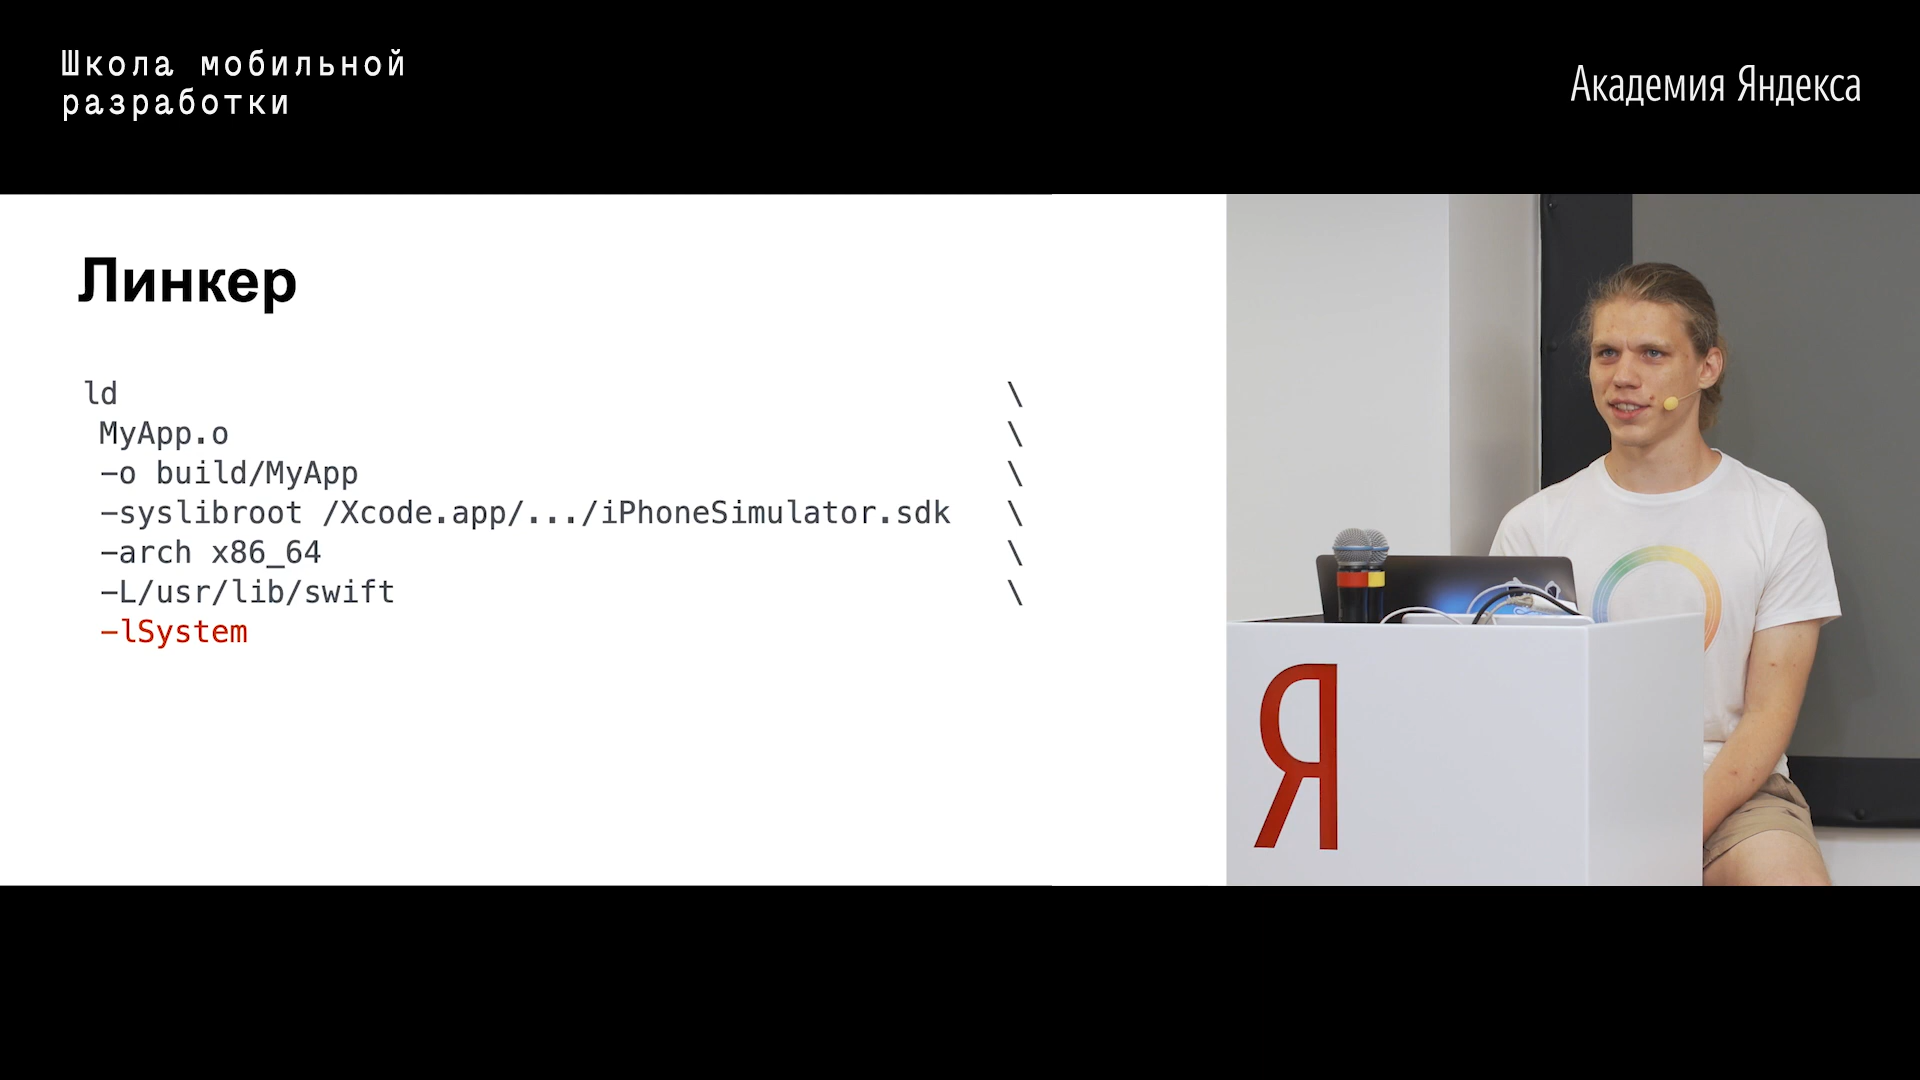 Школа мобильной
разработки
Академия Яндекса
Линкер
ld \
MyApp.o \
-o build/MyApp \
-syslibroot /Xcode.app/.../iPhoneSimulator.sdk \
-arch x86_64 \
-L/usr/lib/swift \
-lSystem
Я